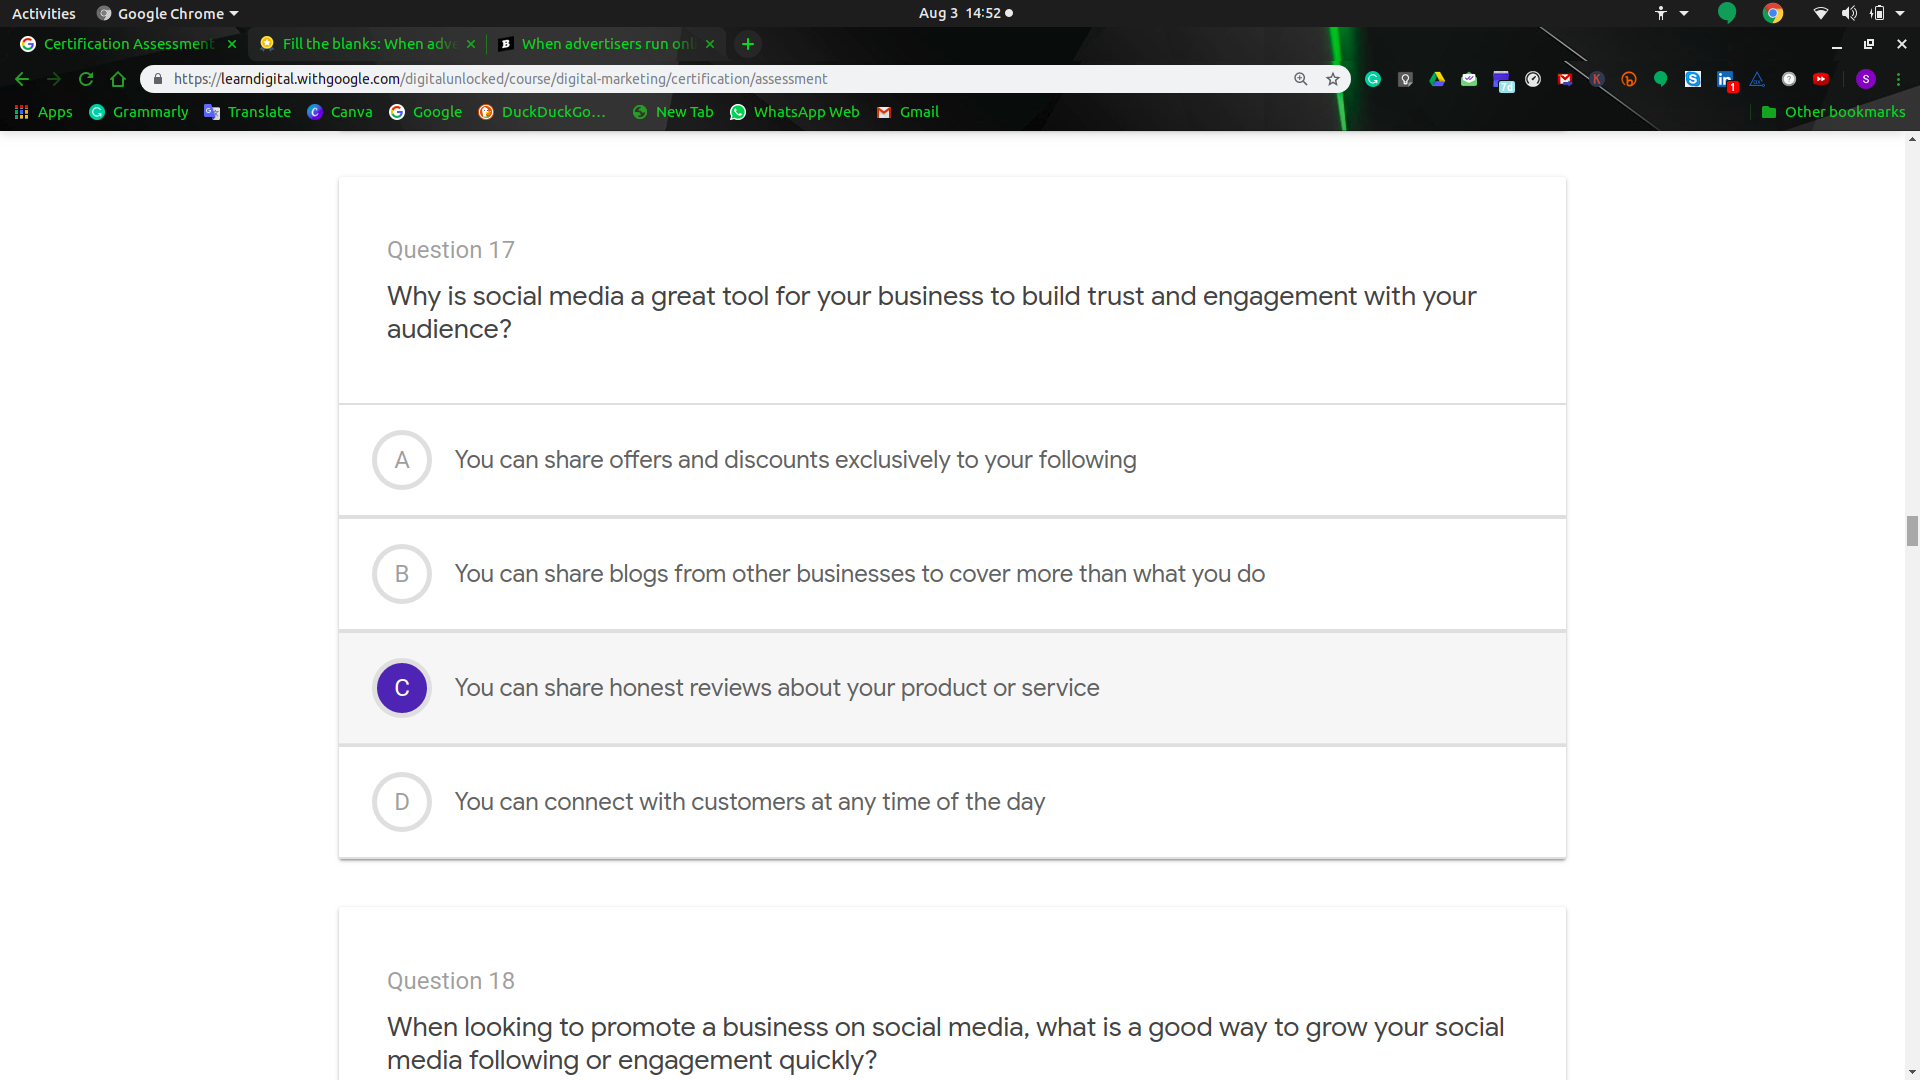 Activities Google Chrome Aug 3 14:52
Certification Assessment Fill the blanks: When adve When advertisers run onl
https://learndigital.withgoogle.com/digitalunlocked/course/digital-marketing/certification/assessment 7d 1 S
Apps Grammarly Translate Canva Google DuckDuckGo... New Tab WhatsApp Web Gmail Other bookmarks
Question 17
Why is social media a great tool for your business to build trust and engagement with your
audience?
A You can share offers and discounts exclusively to your following
B You can share blogs from other businesses to cover more than what you do
C You can share honest reviews about your product or service
D You can connect with customers at any time of the day
Question 18
When looking to promote a business on social media, what is a good way to grow your social
media following or engagement quickly?